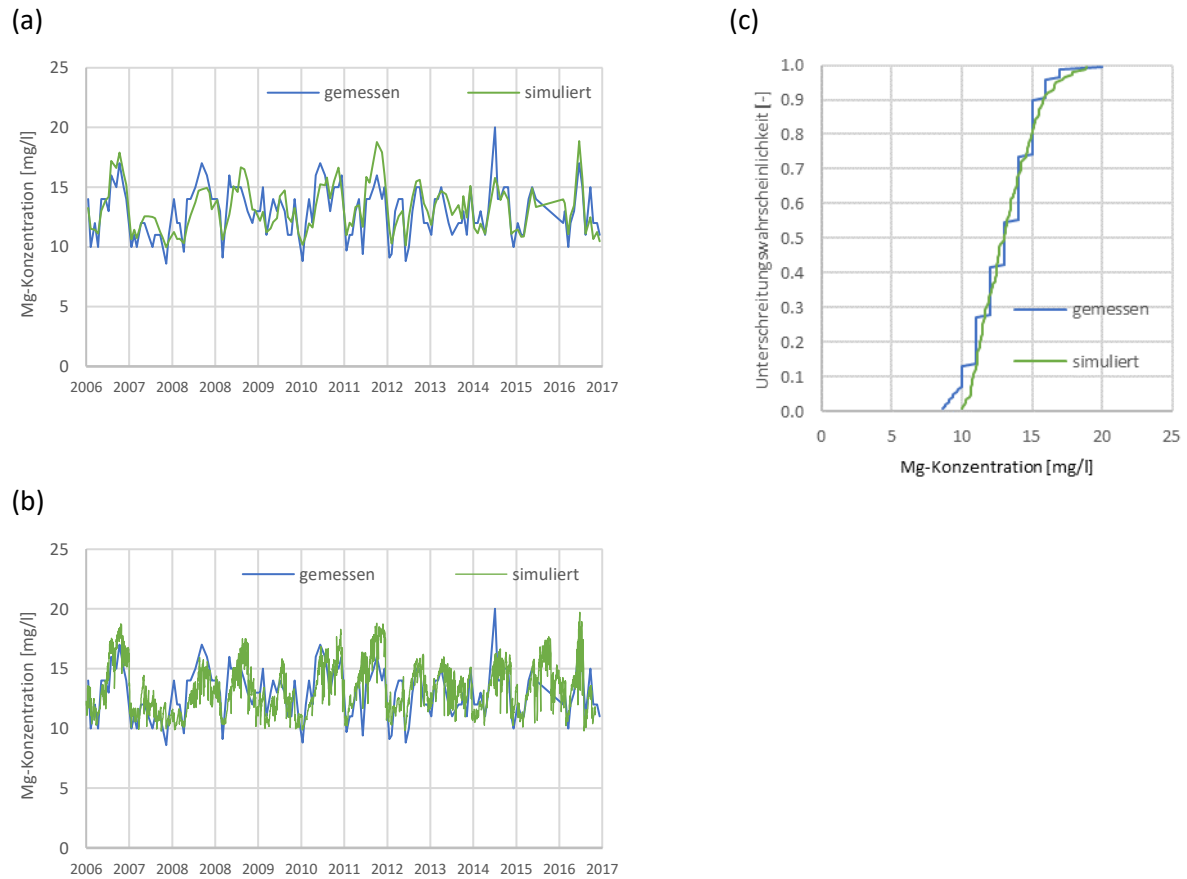 (a)
Mg-Konzentration [mg/l]
25
20
15
10
5
0
gemessen simuliert
2006 2007 2008 2008 2009 2010 2011 2012 2013 2014 2015 2016 2017
(c)
Unterschreitungswahrscheinlichkeit [-]
1.0
0.9
0.8
0.7
0.6
0.5
0.4
0.3
0.2
0.1
0.0
gemessen
simuliert
0 5 10 15 20 25
Mg-Konzentration [mg/l]
(b)
Mg-Konzentration [mg/l]
25
20
15
10
5
0
gemessen simuliert
2006 2007 2008 2008 2009 2010 2011 2012 2013 2014 2015 2016 2017